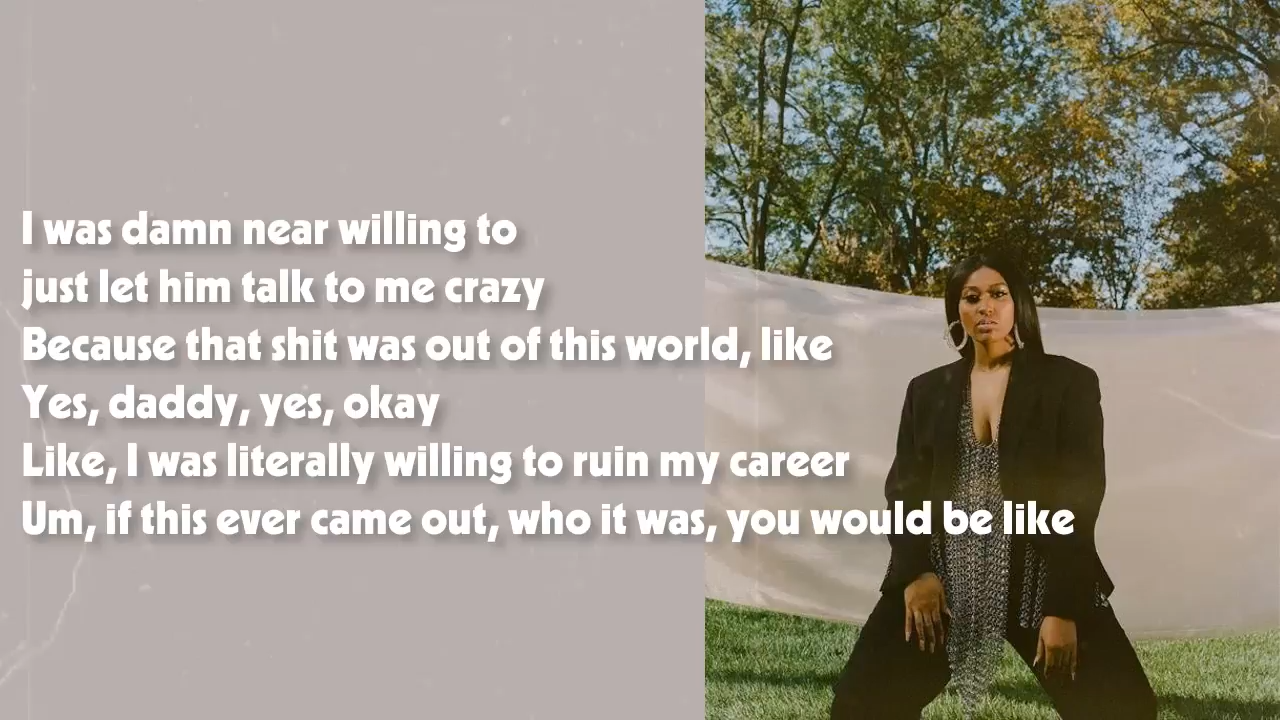 I was damn near willing to
just let him talk to me crazy
Because that shit was out of this world, like
Yes, daddy, yes, okay
Like, I was literally willing to ruin my career
Um, if this ever came out, who it was, you would be like